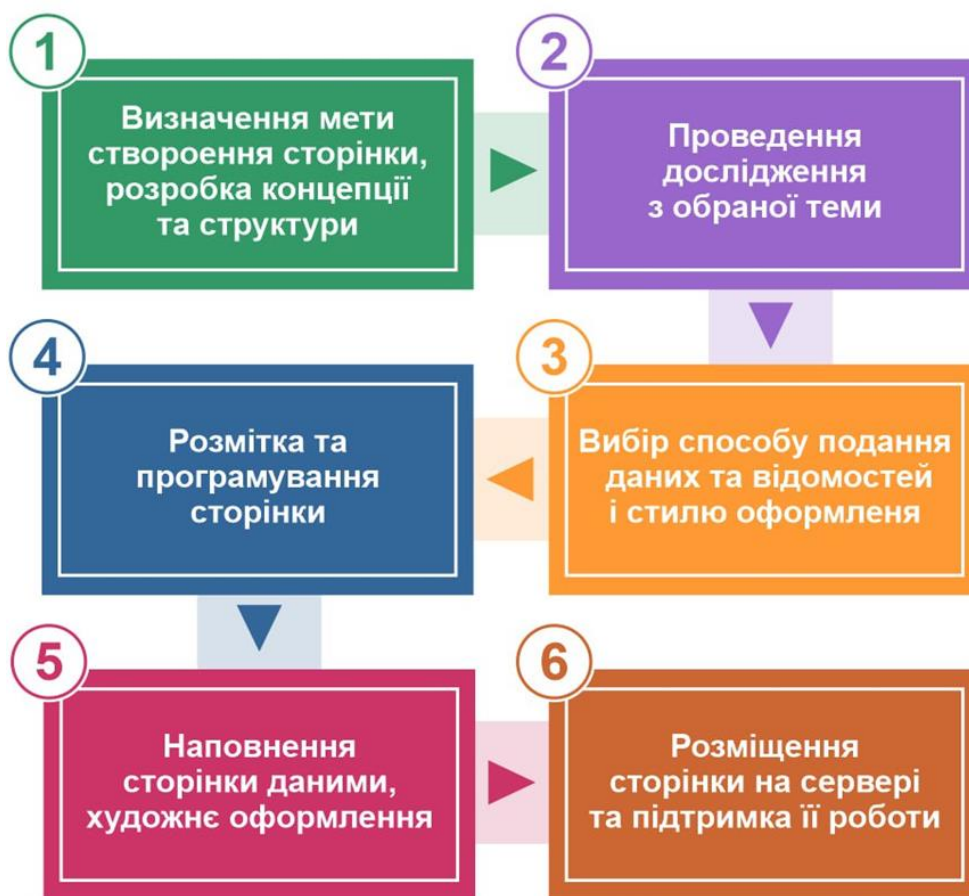 1
Визначення мети
створоення сторінки,
розробка концепції
та структури
2
Проведення
дослідження
з обраної теми
3
Вибір способу подання
даних та відомостей
і стилю оформленя
4
Розмітка та
програмування
сторінки
5
Наповнення
сторінки даними,
художнє оформлення
6
Розміщення
сторінки на сервері
та підтримка її роботи